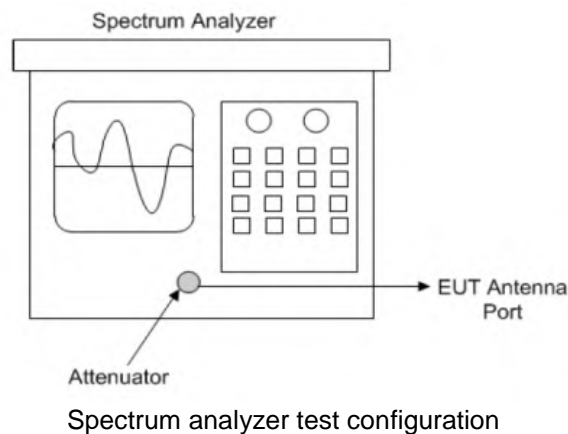 Spectrum Analyzer
EUT Antenna
Port
Attenuator
Spectrum analyzer test configuration